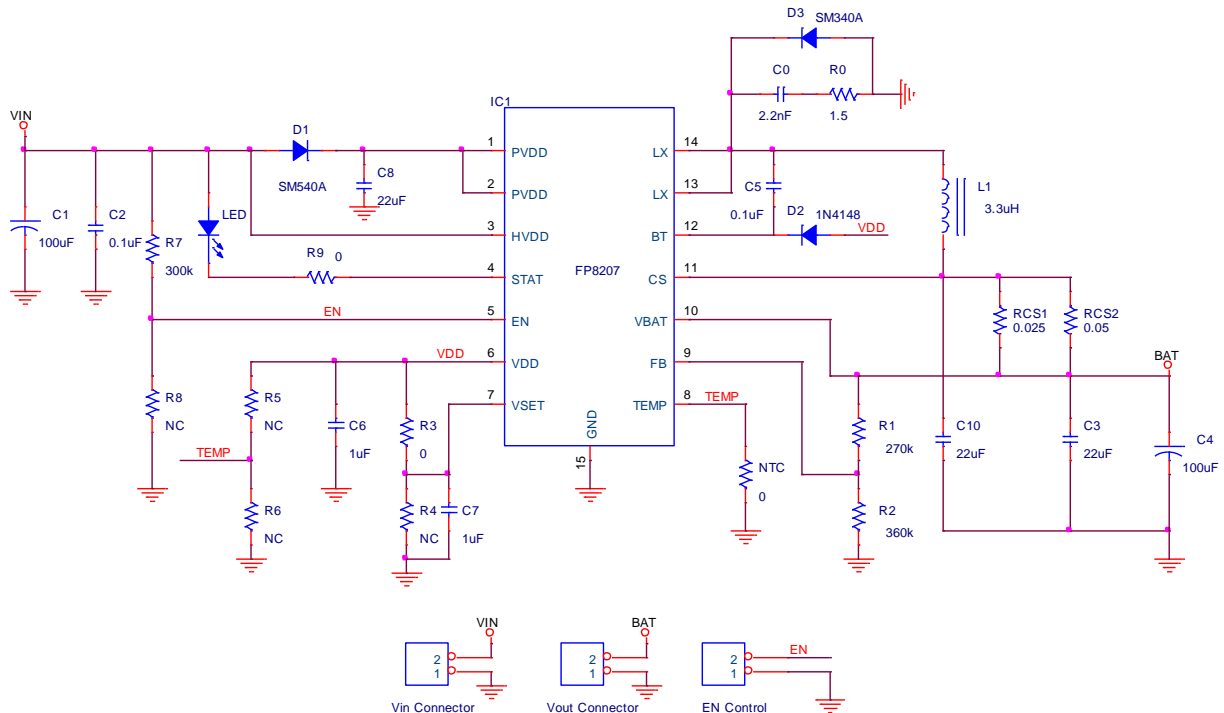 D3
SM340A
C0
R0
2.2nF
1.5
IC1
VIN
D1
SM540A
C8
22uF
1
PVDD
2
PVDD
3
HVDD
4
STAT
5
EN
6
VDD
7
VSET
FP8207
GND
15
14
LX
13
LX
12
BT
11
CS
10
VBAT
9
FB
8
TEMP
C5
0.1uF
D2
1N4148
VDD
L1
3.3uH
C1
100uF
C2
0.1uF
R7
300k
LED
R9
0
EN
VDD
RCS1
0.025
RCS2
0.05
BAT
R8
NC
R5
NC
TEMP
R6
NC
C6
1uF
R3
0
R4
NC
C7
1uF
TEMP
NTC
0
R1
270k
R2
360k
C10
22uF
C3
22uF
C4
100uF
VIN
2
1
Vin Connector
BAT
2
1
Vout Connector
EN
2
1
EN Control